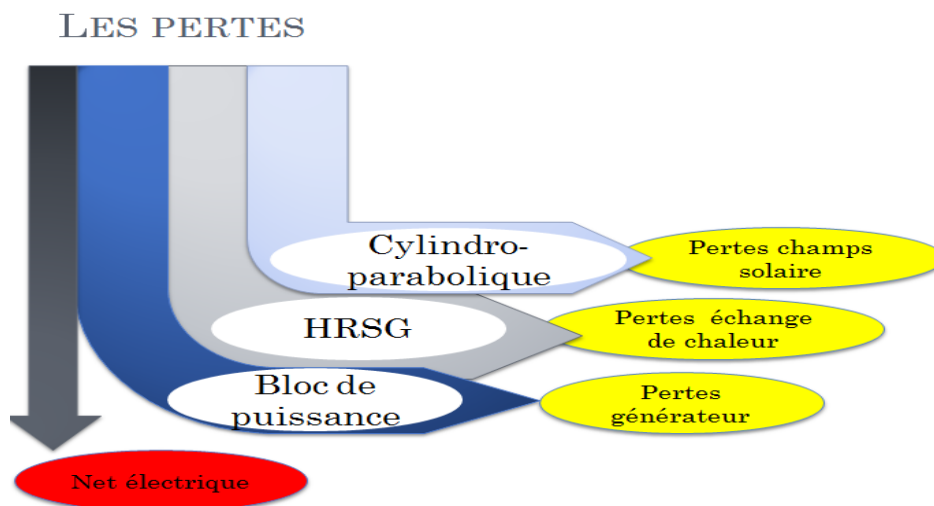 LES PERTES
Cylindro-
parabolique
Pertes champs
solaire
HRSG
Pertes échange
de chaleur
Bloc de
puissance
Pertes
générateur
Net électrique